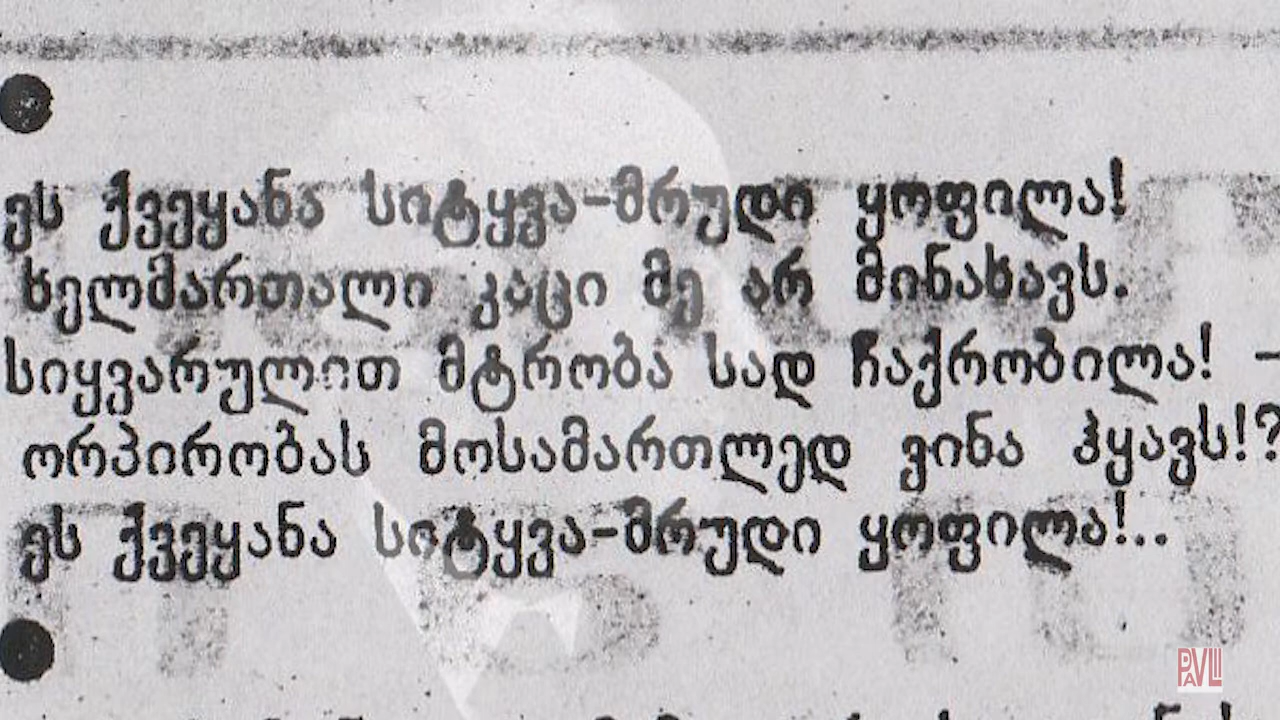 ეს ქვეყანა სიტყვა-მრუდი ყოფილა!
ხელმართალი კაცი მე არ მინახავს.
სიყვარულით მტრობა სად ჩაქრობილა! –
ორპირობას მოსამართლედ ვინა ჰყავს!?
ეს ქვეყანა სიტყვა-მრუდი ყოფილა!..
PAVLI